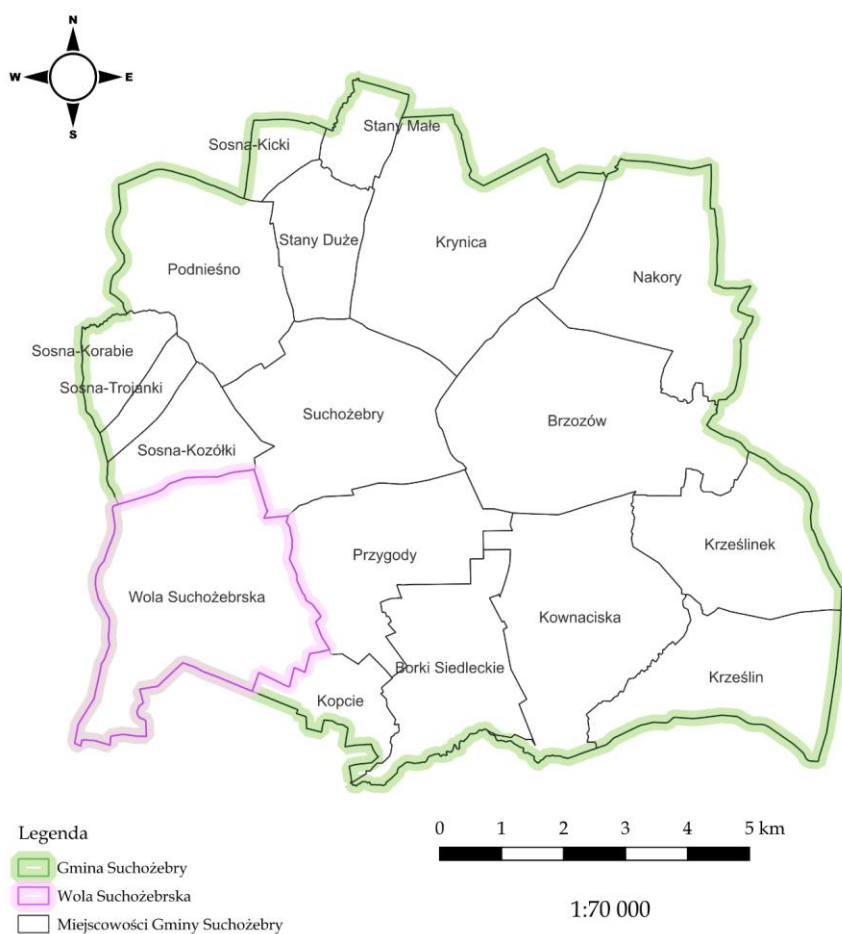 N
W E
S
Stany Małe
Sosna-Kicki
Stany Duże
Krynica
Podnieśno
Nakory
Sosna-Korabie
Sosna-Trojanki
Suchożebry
Brzozów
Sosna-Kozółki
Krześlinek
Przygody
Wola Suchożebrska
Kownaciska
Borki Siedleckie
Krześlin
Kopcie
Legenda
Gmina Suchożebry
Wola Suchożebrska
Miejscowości Gminy Suchożebry
0 1 2 3 4 5 km
1:70 000